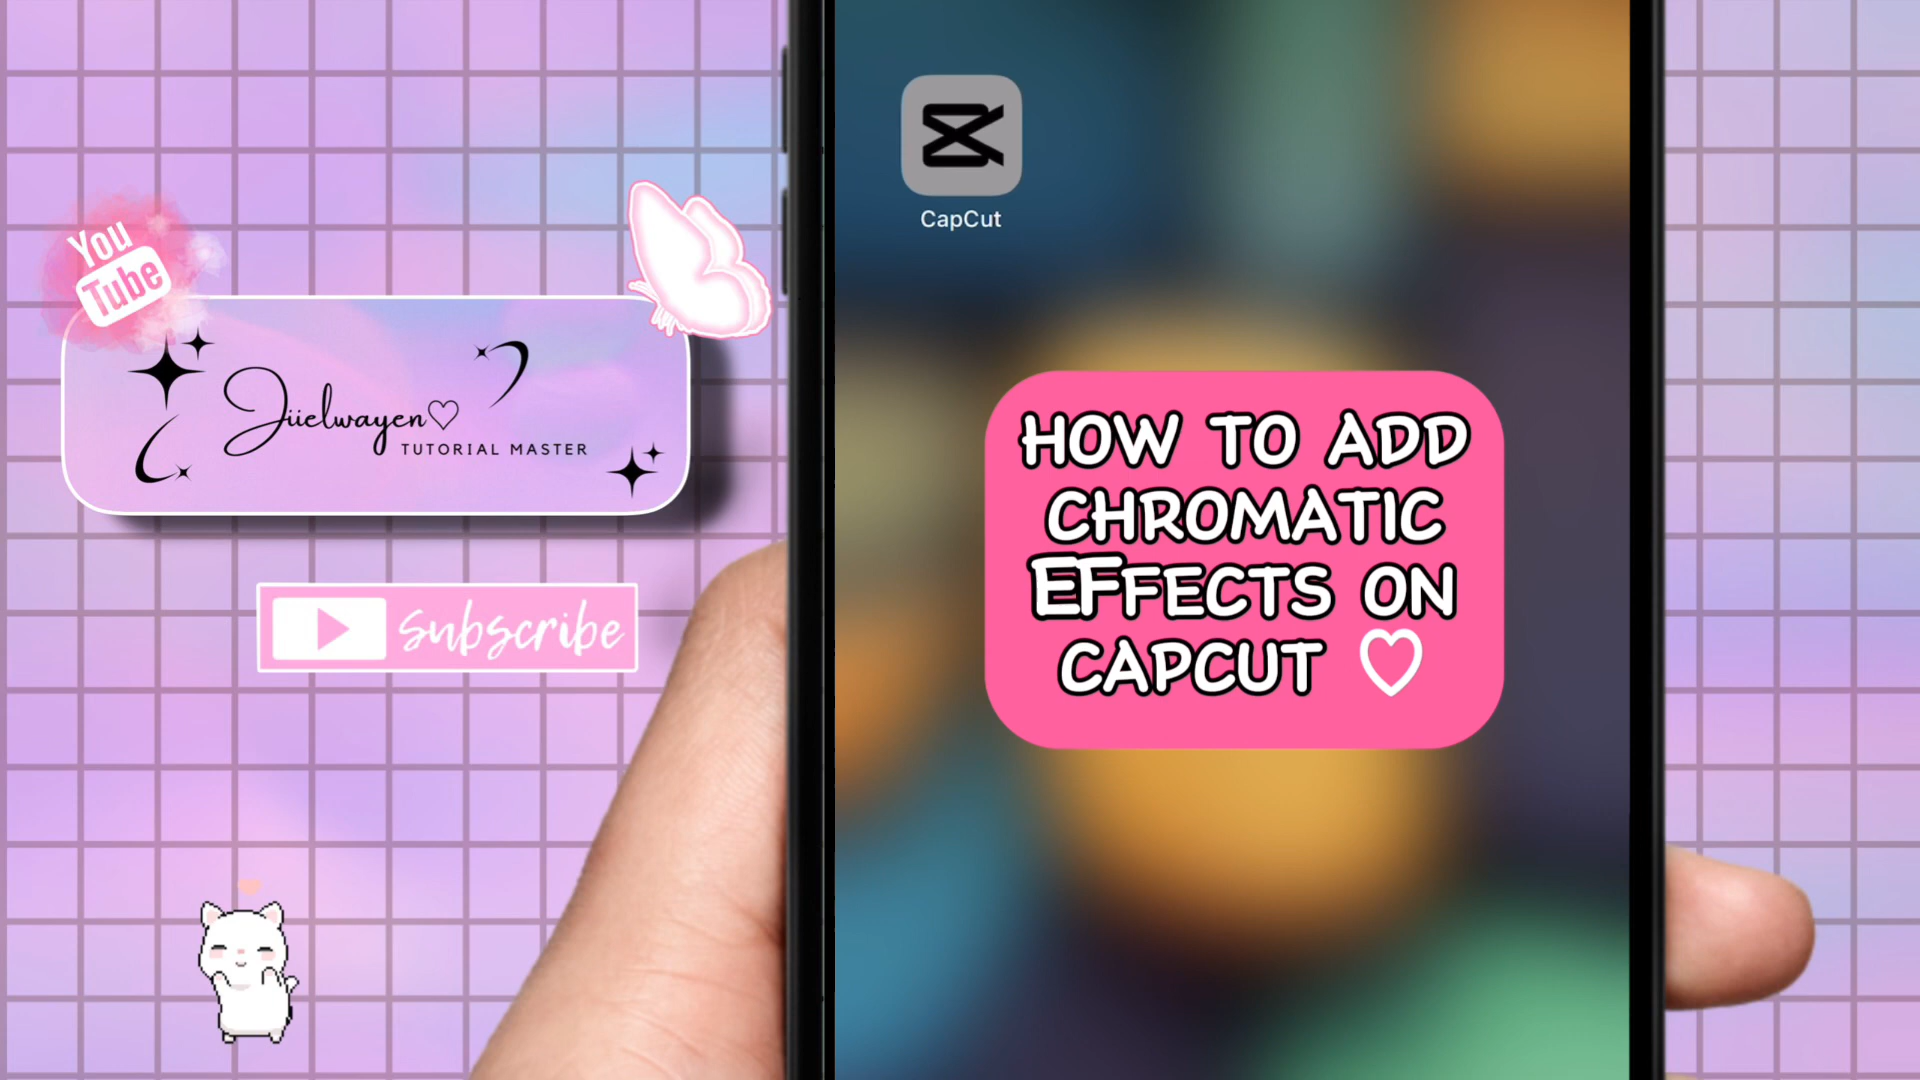 You
Tube
Jüelwayen♡
TUTORIAL MASTER
Subscribe
CapCut
HOW TO ADD
CHROMATIC
EFFECTS ON
CAPCUT ♡